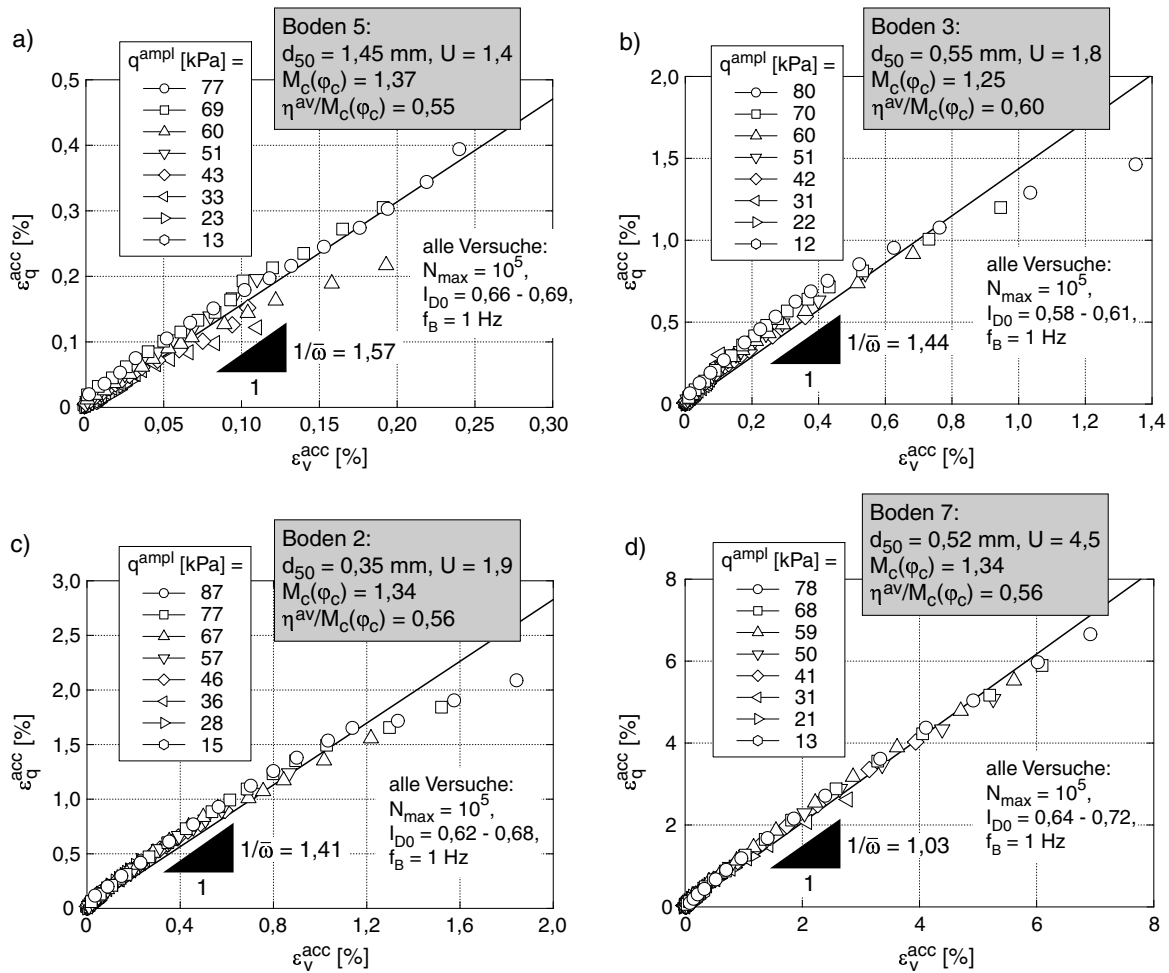 a)
Boden 5:
d50 = 1,45 mm, U = 1,4
Mc(φc) = 1,37
ηav/Mc(φc) = 0,55
qampl [kPa] =
77
69
60
51
43
33
23
13
0,5
0,4
0,3
0,2
0,1
0
εqacc [%]
alle Versuche:
Nmax = 10^5,
ID0 = 0,66 - 0,69,
fB = 1 Hz
1/ω̅ = 1,57
1
0 0,05 0,10 0,15 0,20 0,25 0,30
εvacc [%]
b)
Boden 3:
d50 = 0,55 mm, U = 1,8
Mc(φc) = 1,25
ηav/Mc(φc) = 0,60
qampl [kPa] =
80
70
60
51
42
31
22
12
2,0
1,5
1,0
0,5
0
εqacc [%]
alle Versuche:
Nmax = 10^5,
ID0 = 0,58 - 0,61,
fB = 1 Hz
1/ω̅ = 1,44
1
0 0,2 0,4 0,6 0,8 1,0 1,2 1,4
εvacc [%]
c)
Boden 2:
d50 = 0,35 mm, U = 1,9
Mc(φc) = 1,34
ηav/Mc(φc) = 0,56
qampl [kPa] =
87
77
67
57
46
36
28
15
3,0
2,5
2,0
1,5
1,0
0,5
0
εqacc [%]
alle Versuche:
Nmax = 10^5,
ID0 = 0,62 - 0,68,
fB = 1 Hz
1/ω̅ = 1,41
1
0 0,4 0,8 1,2 1,6 2,0
εvacc [%]
d)
Boden 7:
d50 = 0,52 mm, U = 4,5
Mc(φc) = 1,34
ηav/Mc(φc) = 0,56
qampl [kPa] =
78
68
59
50
41
31
21
13
8
6
4
2
0
εqacc [%]
alle Versuche:
Nmax = 10^5,
ID0 = 0,64 - 0,72,
fB = 1 Hz
1/ω̅ = 1,03
1
0 2 4 6 8
εvacc [%]